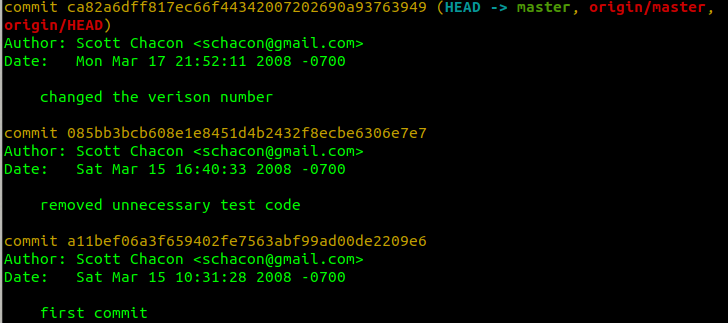 commit ca82a6dff817ec66f44342007202690a93763949 (HEAD -> master, origin/master,
origin/HEAD)
Author: Scott Chacon <schacon@gmail.com>
Date:   Mon Mar 17 21:52:11 2008 -0700
    changed the verison number
commit 085bb3bcb608e1e8451d4b2432f8ecbe6306e7e7
Author: Scott Chacon <schacon@gmail.com>
Date:   Sat Mar 15 16:40:33 2008 -0700
    removed unnecessary test code
commit a11bef06a3f659402fe7563abf99ad00de2209e6
Author: Scott Chacon <schacon@gmail.com>
Date:   Sat Mar 15 10:31:28 2008 -0700
    first commit